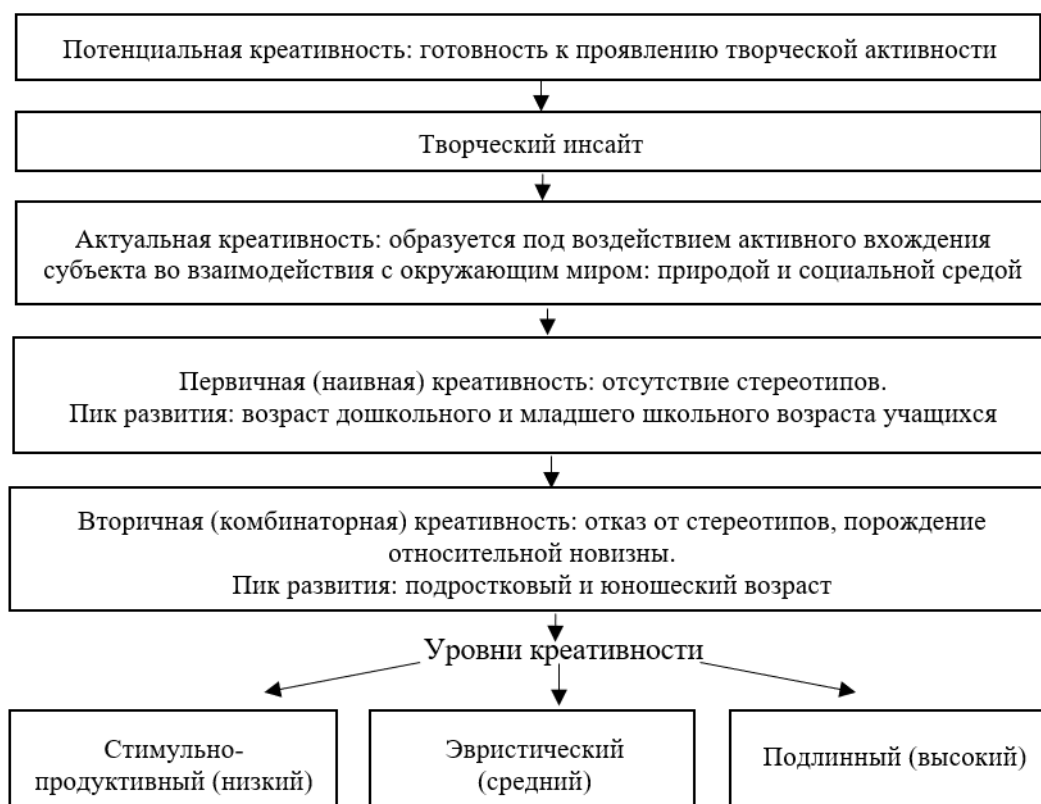 Потенциальная креативность: готовность к проявлению творческой активности
Творческий инсайт
Актуальная креативность: образуется под воздействием активного вхождения
субъекта во взаимодействия с окружающим миром: природой и социальной средой
Первичная (наивная) креативность: отсутствие стереотипов.
Пик развития: возраст дошкольного и младшего школьного возраста учащихся
Вторичная (комбинаторная) креативность: отказ от стереотипов, порождение
относительной новизны.
Пик развития: подростковый и юношеский возраст
Уровни креативности
Стимульно-
продуктивный (низкий)
Эвристический
(средний)
Подлинный (высокий)